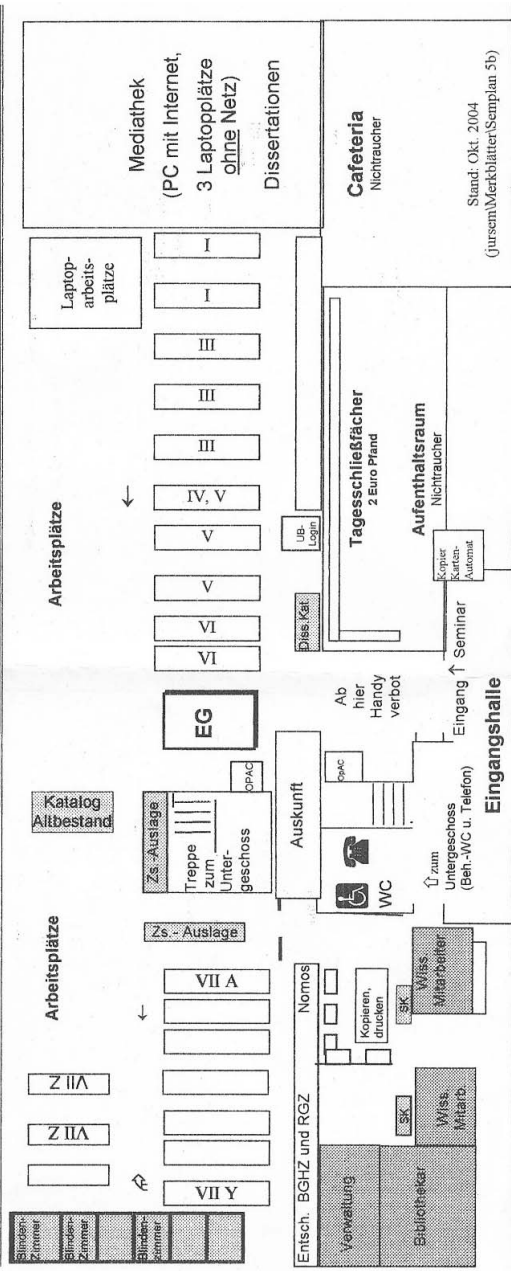 Blinden-
Zimmer
Blinden-
Zimmer
Blinden-
zimmer
VII Z
VII Z
Arbeitsplätze
←
Katalog
Altbestand
Arbeitsplätze
←
Laptop-
arbeits-
plätze
Mediathek
(PC mit Internet,
3 Laptopplätze
ohne Netz)
Dissertationen
VII Y
VII A
Zs.- Auslage
Zs.-Auslage
Treppe
zum
Unter-
geschoss
OPAC
EG
VI
VI
V
V
IV, V
III
III
III
I
I
Entsch. BGHZ und RGZ
Nomos
Auskunft
Diss.Kat.
UB-
Login
Verwaltung
Bibliothekar
SK
Wiss.
Mitarb.
Kopieren,
drucken
SK
Wiss.
Mitarbeiter
WC
OpAC
⇧ zum
Untergeschoss
(Beh.-WC u. Telefon)
Ab
hier
Handy
verbot
Eingang ↑ Seminar
Eingangshalle
Tagesschließfächer
2 Euro Pfand
Aufenthaltsraum
Nichtraucher
Kopier
Karten-
Automat
Cafeteria
Nichtraucher
Stand: Okt. 2004
(jursem\Merkblätter\Semplan 5b)